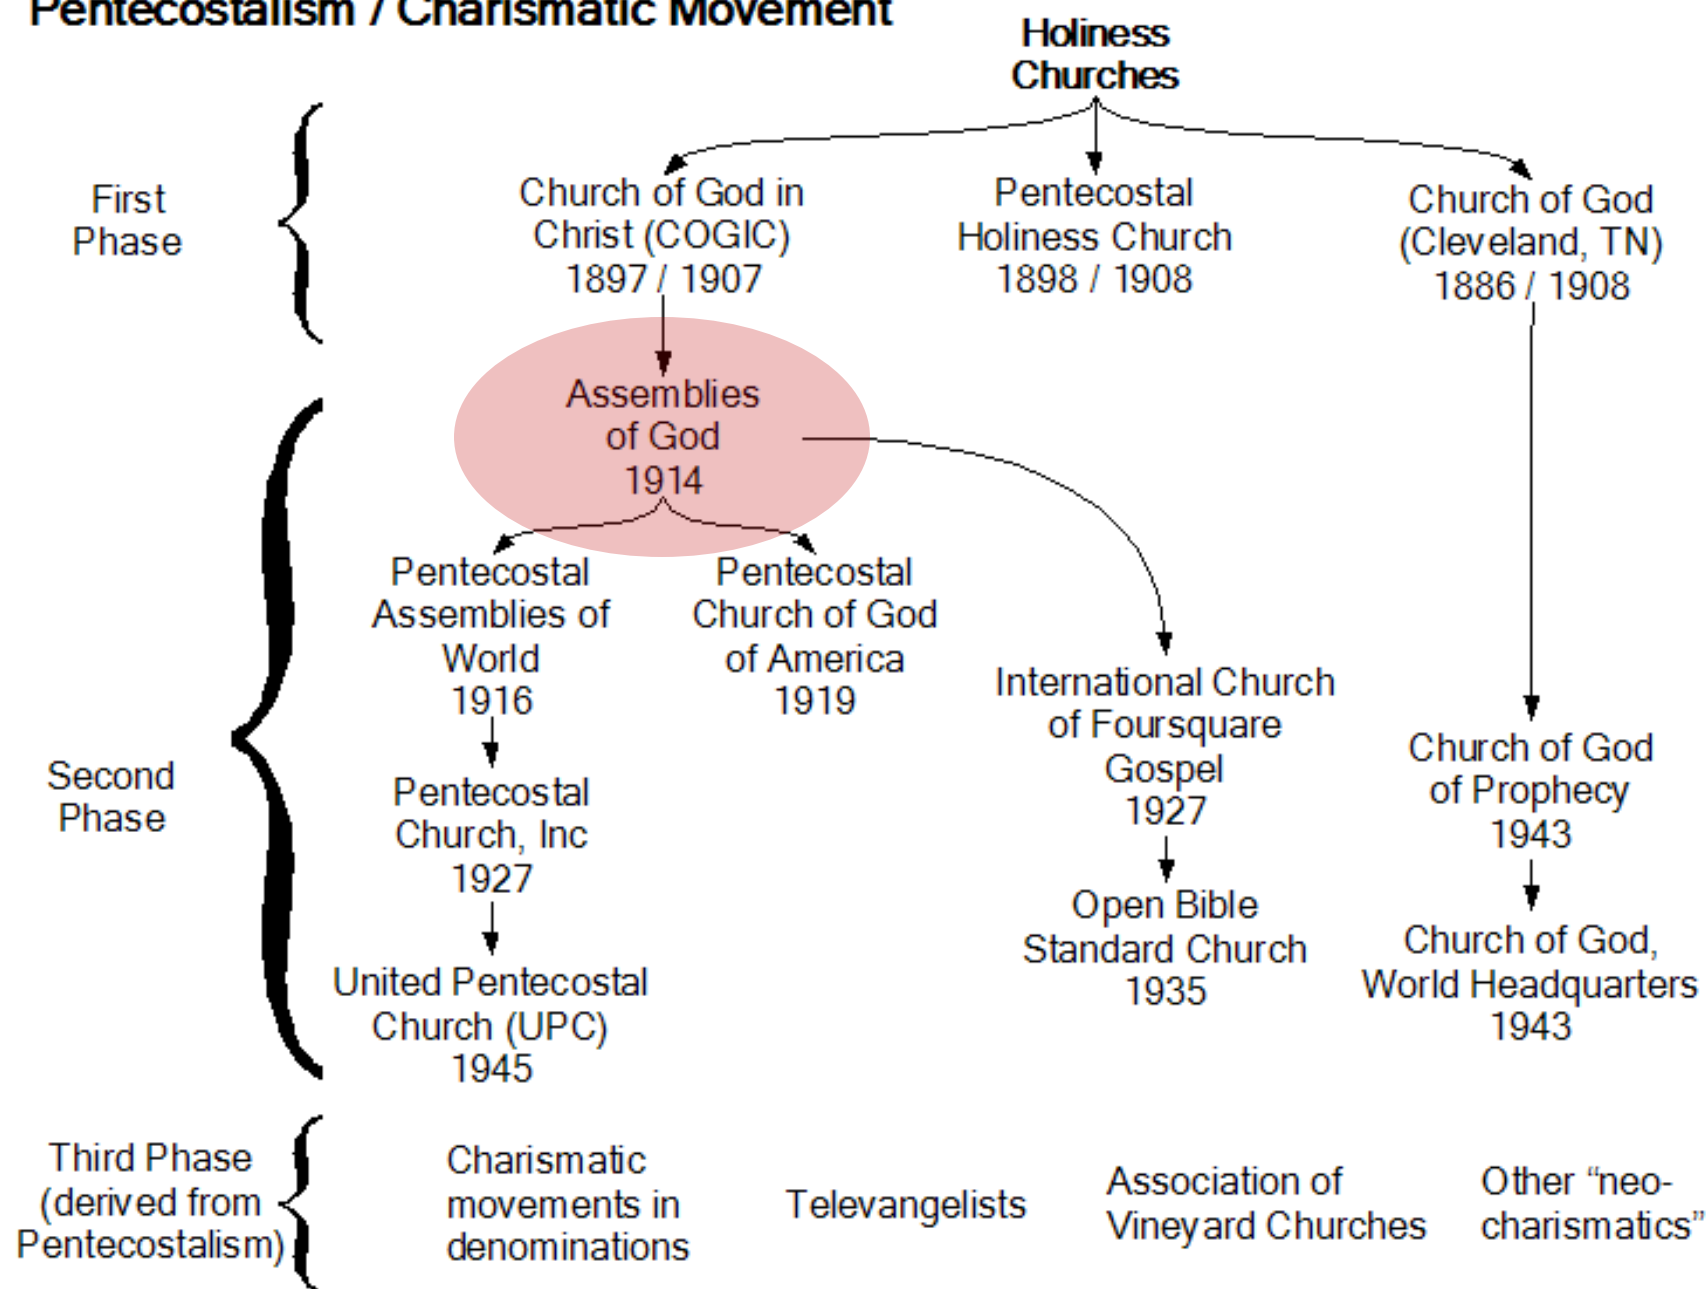 Pentecostalism / Charismatic Movement
Holiness
Churches
First
Phase
Church of God in
Christ (COGIC)
1897 / 1907
Pentecostal
Holiness Church
1898 / 1908
Church of God
(Cleveland, TN)
1886 / 1908
Assemblies
of God
1914
Second
Phase
Pentecostal
Assemblies of
World
1916
Pentecostal
Church of God
of America
1919
International Church
of Foursquare
Gospel
1927
Church of God
of Prophecy
1943
Pentecostal
Church, Inc
1927
Open Bible
Standard Church
1935
Church of God,
World Headquarters
1943
United Pentecostal
Church (UPC)
1945
Third Phase
(derived from
Pentecostalism)
Charismatic
movements in
denominations
Televangelists
Association of
Vineyard Churches
Other “neo-
charismatics”